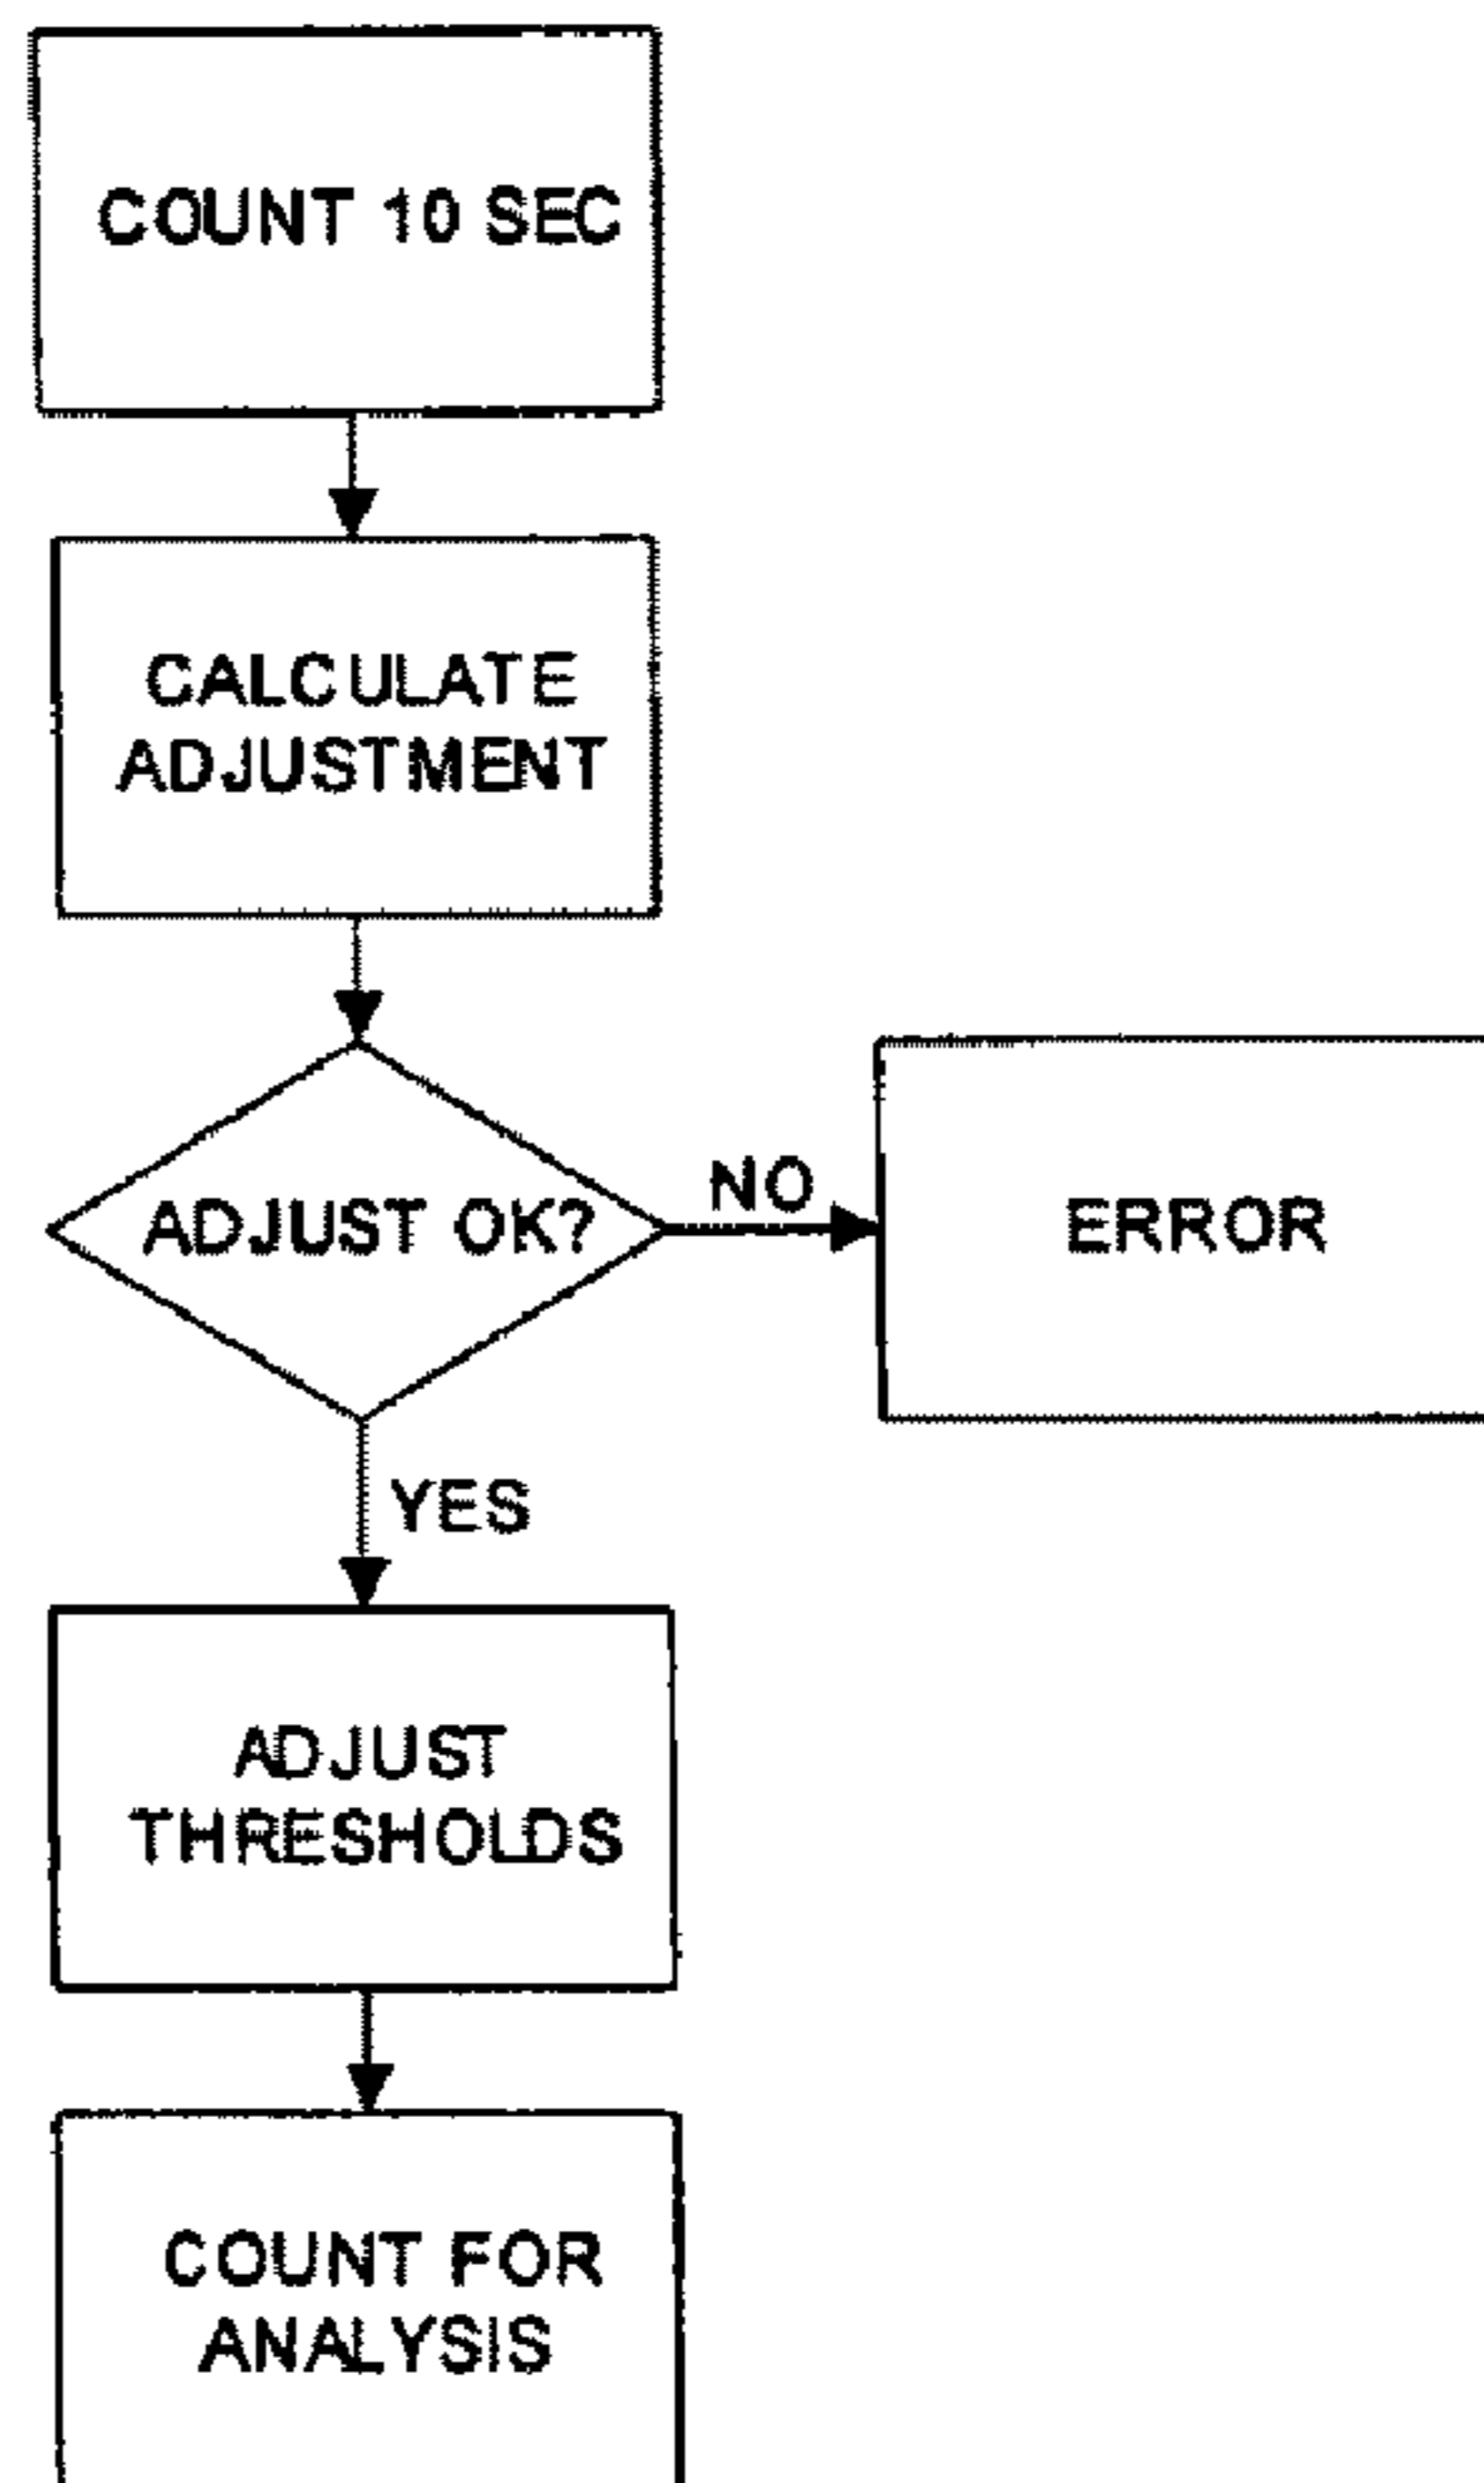 COUNT 10 SEC
CALCULATE
ADJUSTMENT
ADJUST OK?
NO
ERROR
YES
ADJUST
THRESHOLDS
COUNT FOR
ANALYSIS